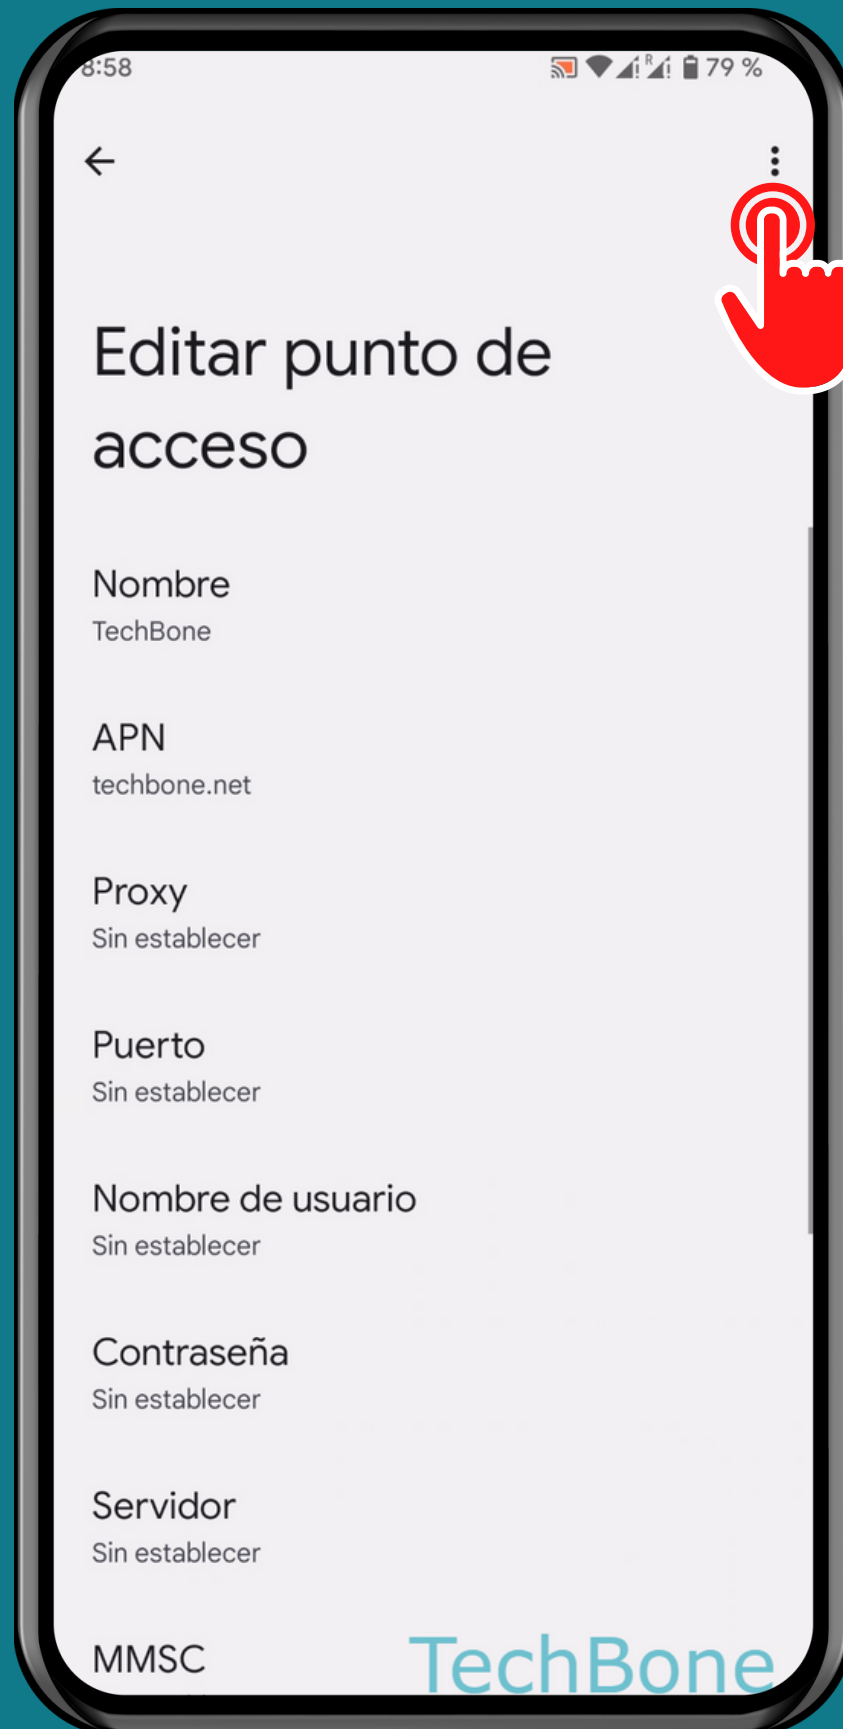 8:58
R
79 %
Editar punto de
acceso
Nombre
TechBone
APN
techbone.net
Proxy
Sin establecer
Puerto
Sin establecer
Nombre de usuario
Sin establecer
Contraseña
Sin establecer
Servidor
Sin establecer
MMSC
TechBone